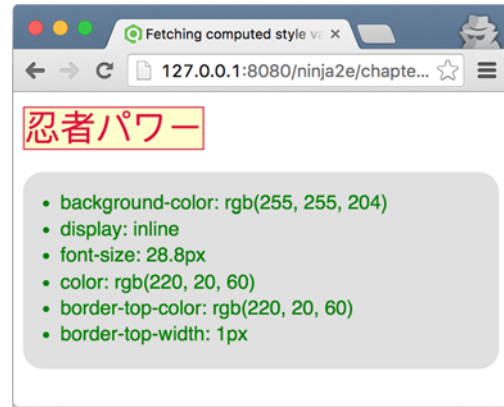 Fetching computed style va
127.0.0.1:8080/ninja2e/chapte...
忍者パワー
• background-color: rgb(255, 255, 204)
• display: inline
• font-size: 28.8px
• color: rgb(220, 20, 60)
• border-top-color: rgb(220, 20, 60)
• border-top-width: 1px